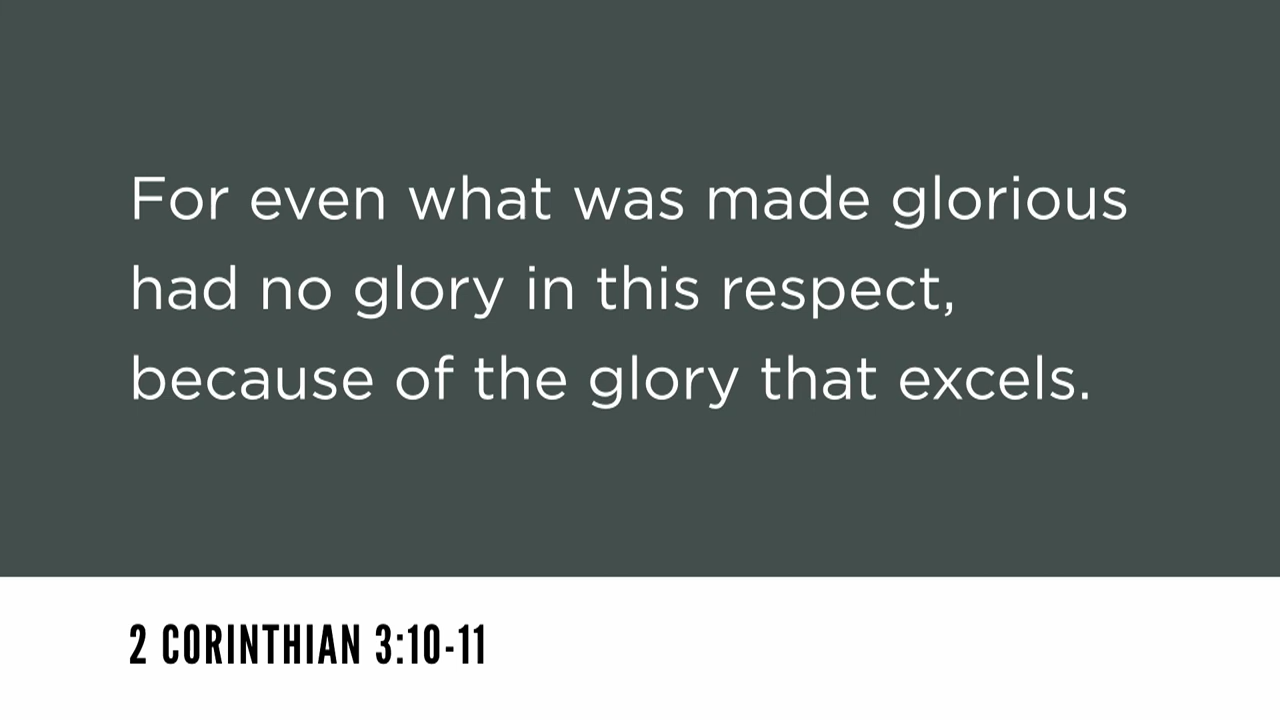 For even what was made glorious
had no glory in this respect,
because of the glory that excels.
2 CORINTHIAN 3:10-11